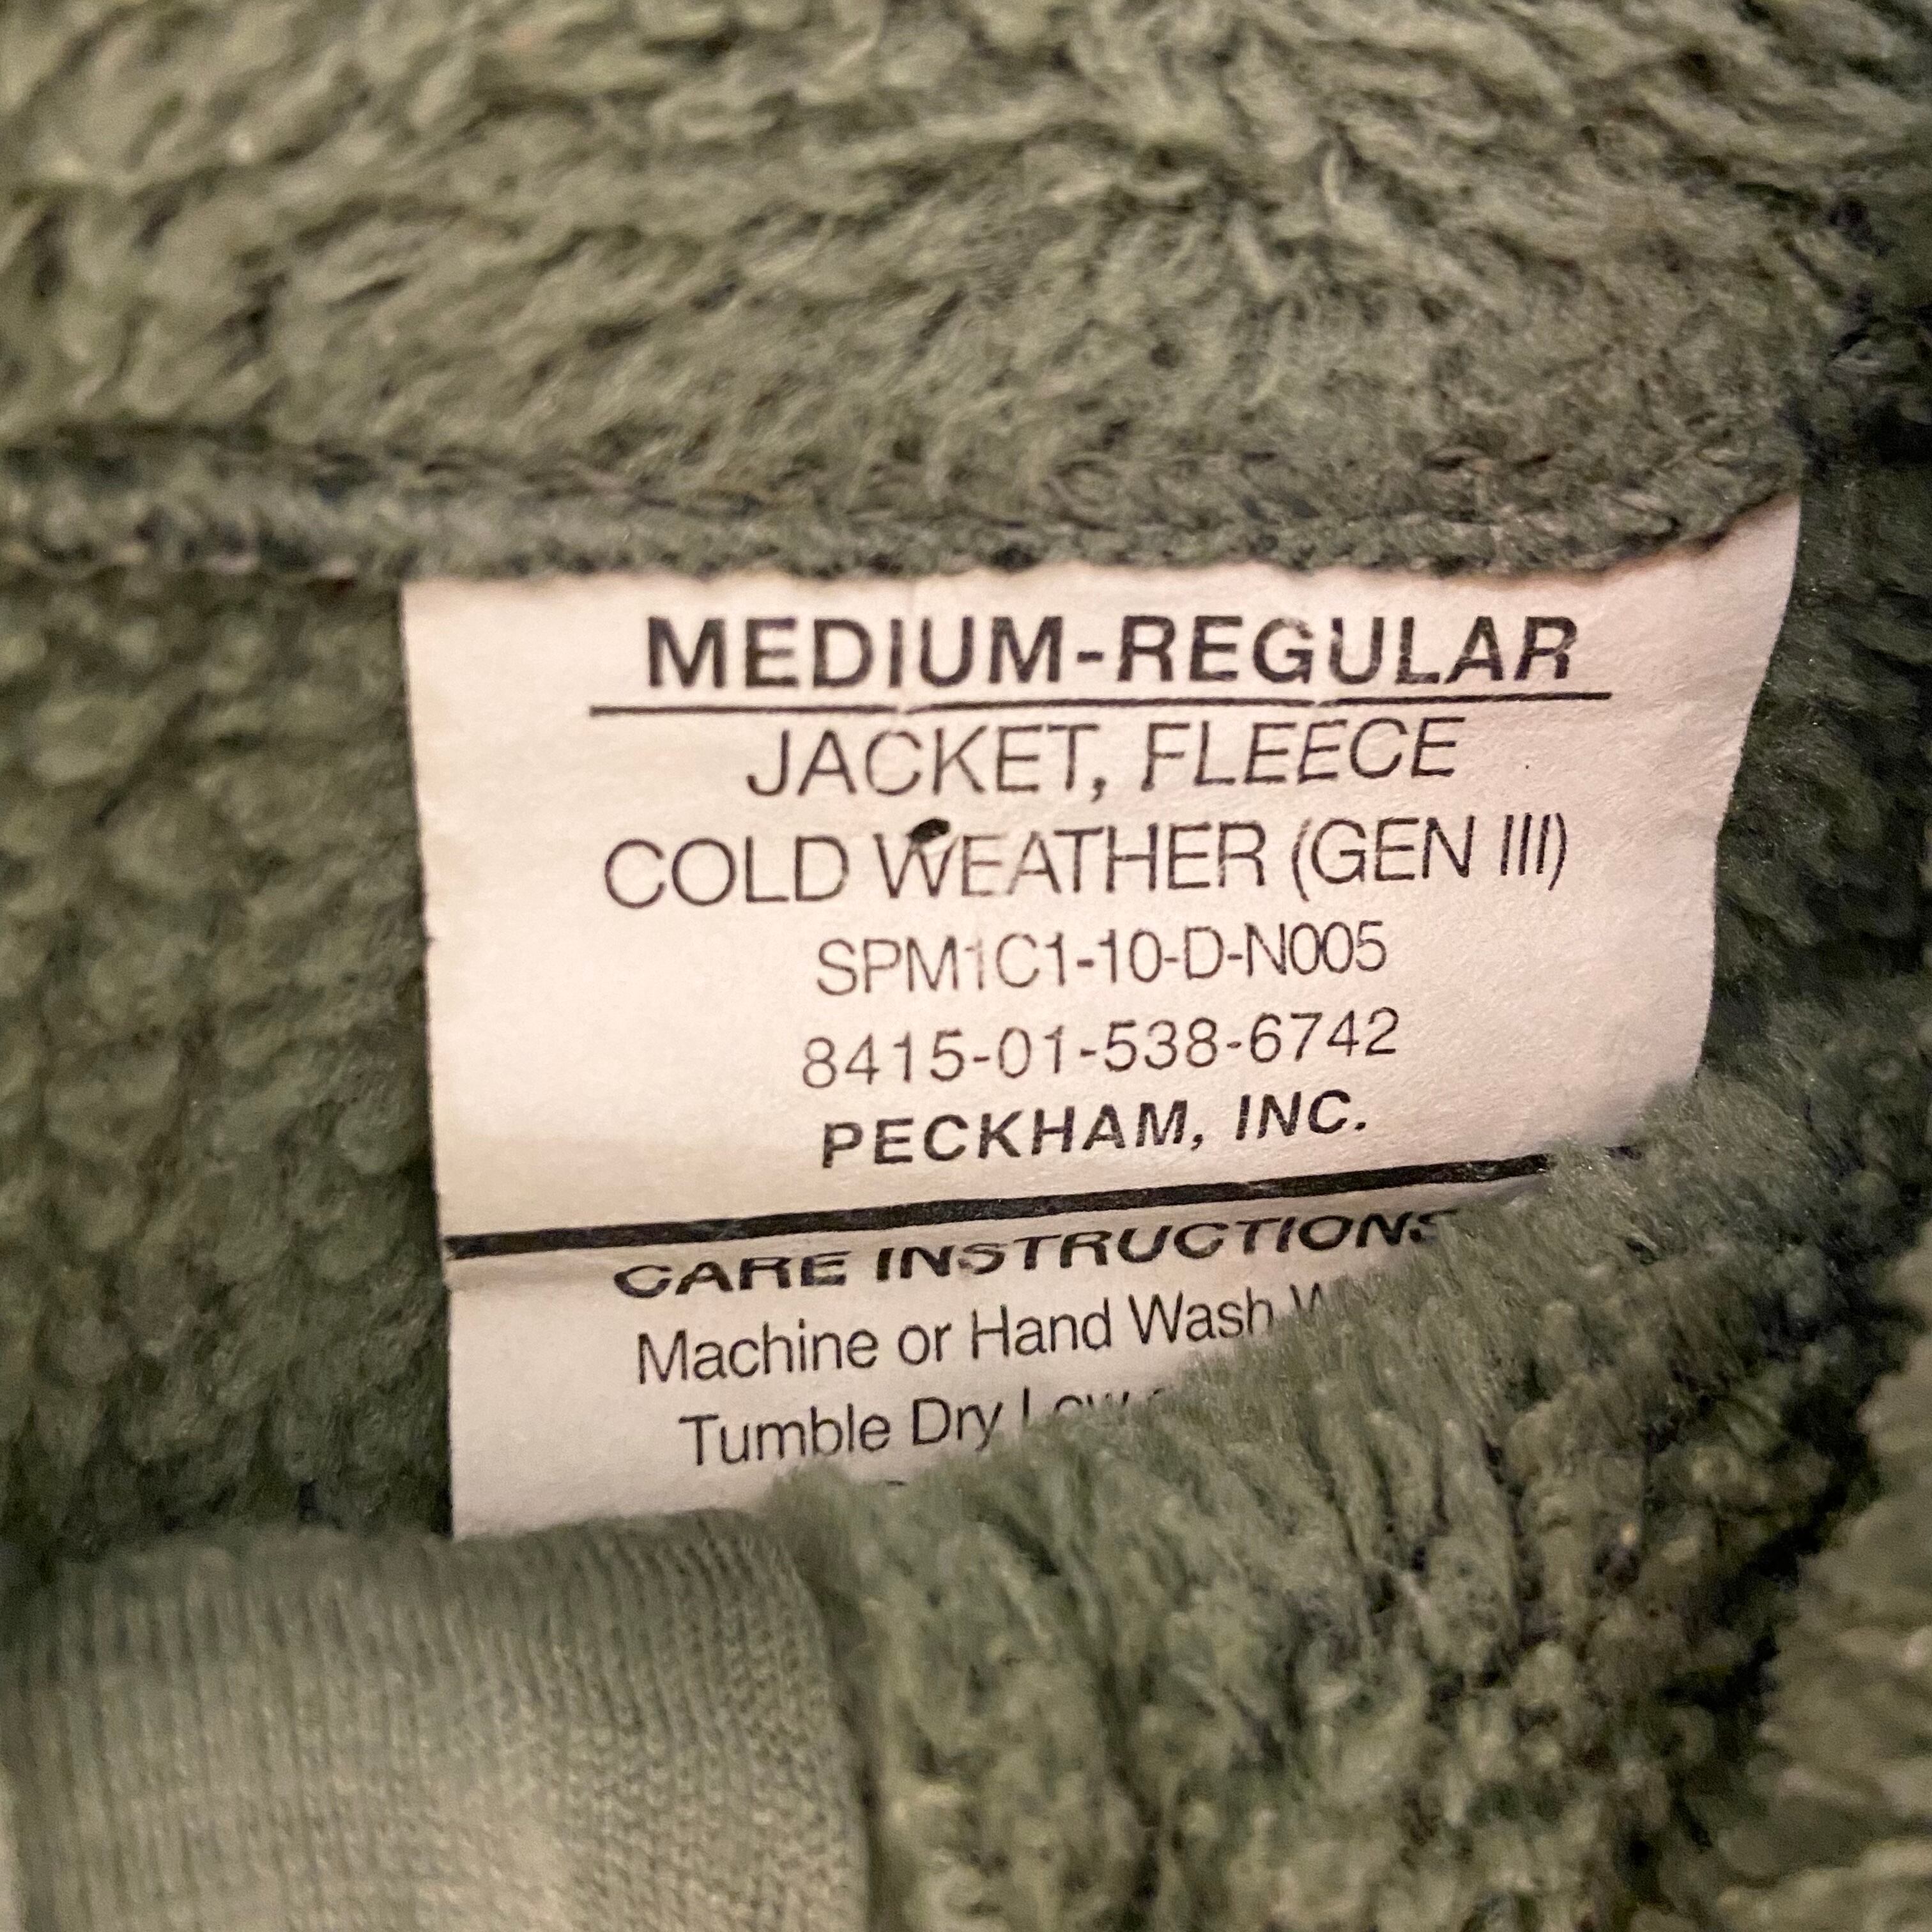 MEDIUM-REGULAR
JACKET, FLEECE
COLD WEATHER (GEN III)
SPM1C1-10-D-N005
8415-01-538-6742
PECKHAM, INC.
CARE INSTRUCTIONS
Machine or Hand Wash
Tumble Dry Low